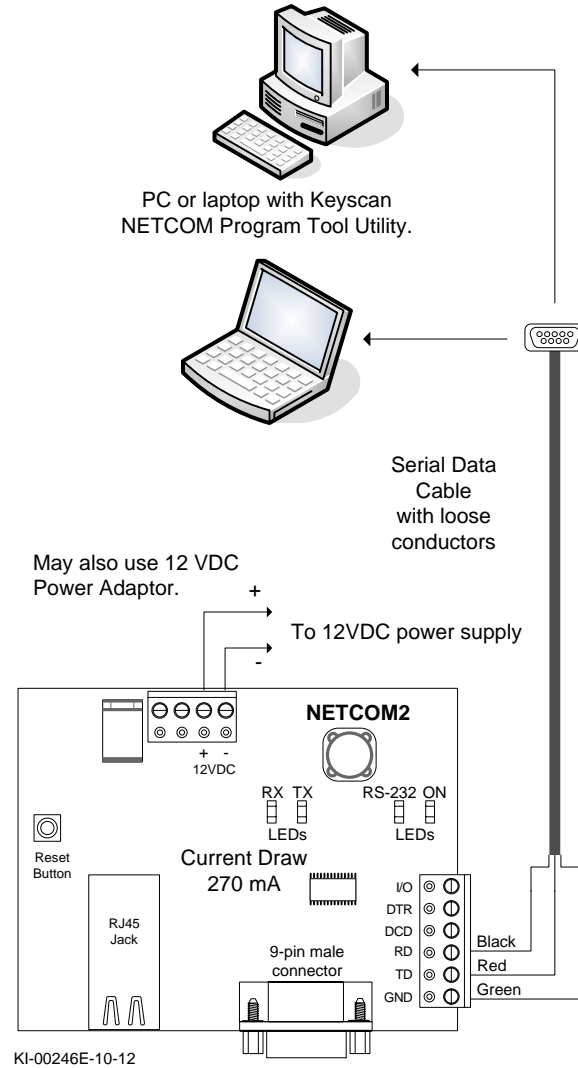 PC or laptop with Keyscan
NETCOM Program Tool Utility.
Serial Data
Cable
with loose
conductors
May also use 12 VDC
Power Adaptor.
+
To 12VDC power supply
-
NETCOM2
+ -
12VDC
RX TX
LEDs
RS-232 ON
LEDs
Reset
Button
Current Draw
270 mA
RJ45
Jack
9-pin male
connector
I/O
DTR
DCD
RD
TD
GND
Black
Red
Green
KI-00246E-10-12